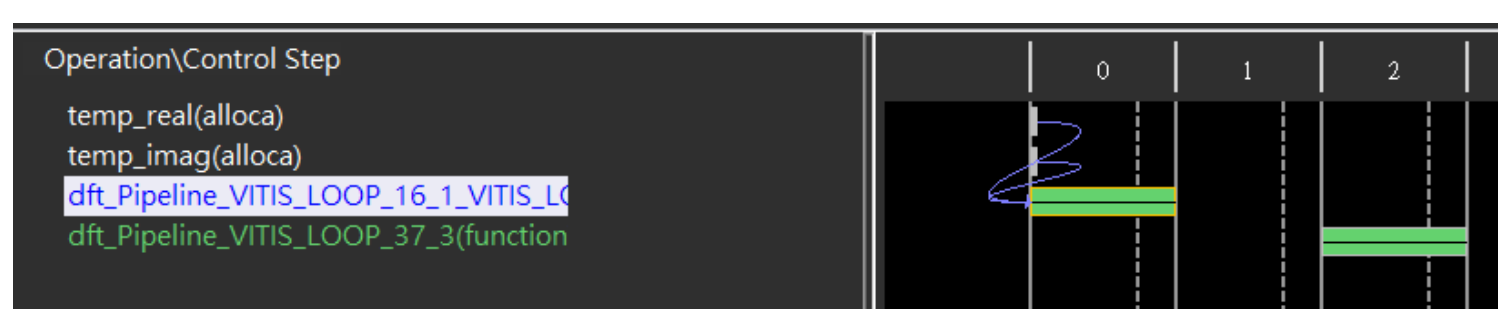 Operation\Control Step
0 1 2
temp_real(alloca)
temp_imag(alloca)
dft_Pipeline_VITIS_LOOP_16_1_VITIS_L
dft_Pipeline_VITIS_LOOP_37_3(function